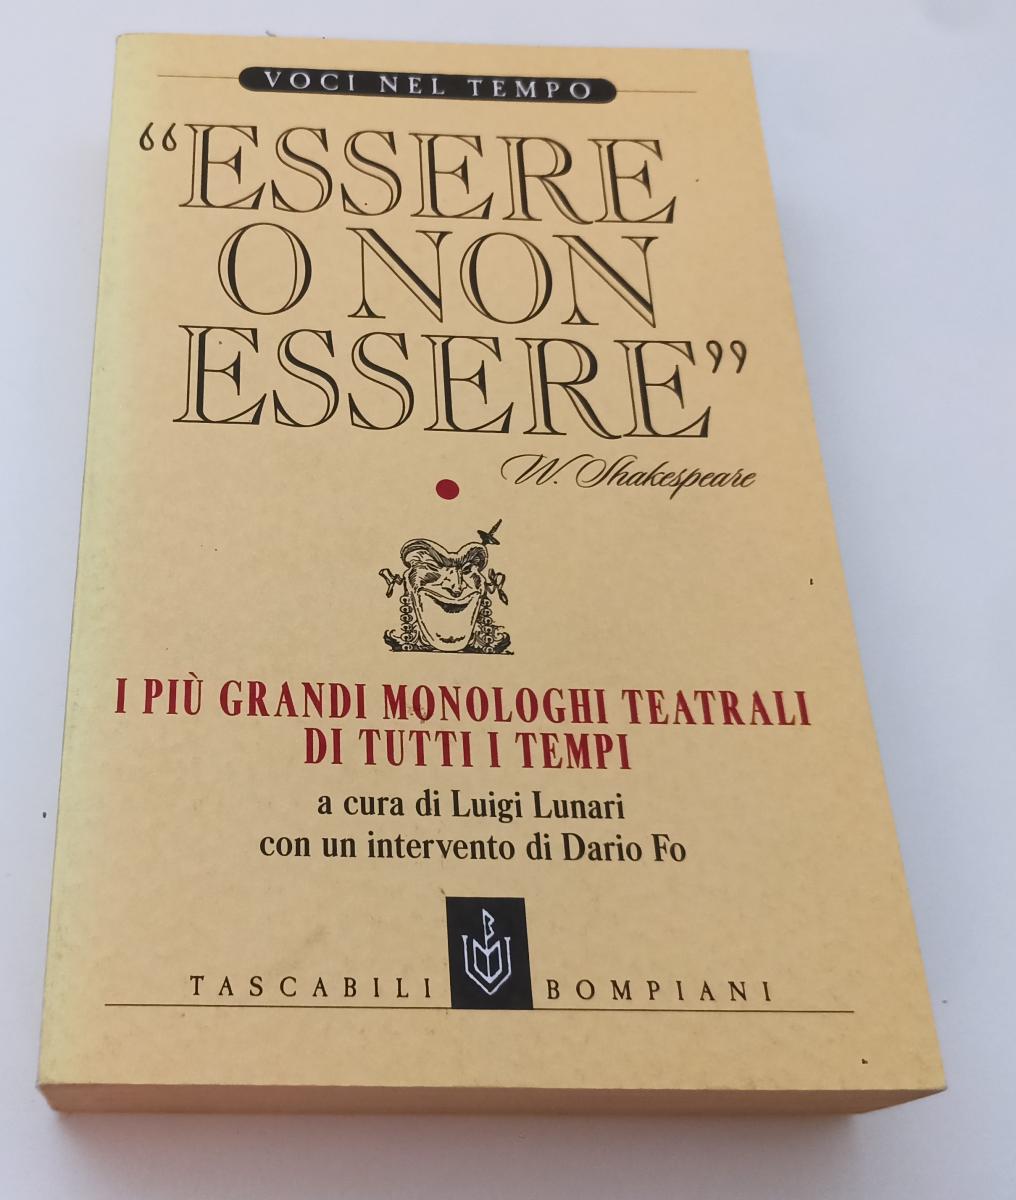 VOCI NEL TEMPO
“ESSERE
O NON
ESSERE”
W. Shakespeare
I PIÙ GRANDI MONOLOGHI TEATRALI
DI TUTTI I TEMPI
a cura di Luigi Lunari
con un intervento di Dario Fo
B
TASCABILI BOMPIANI